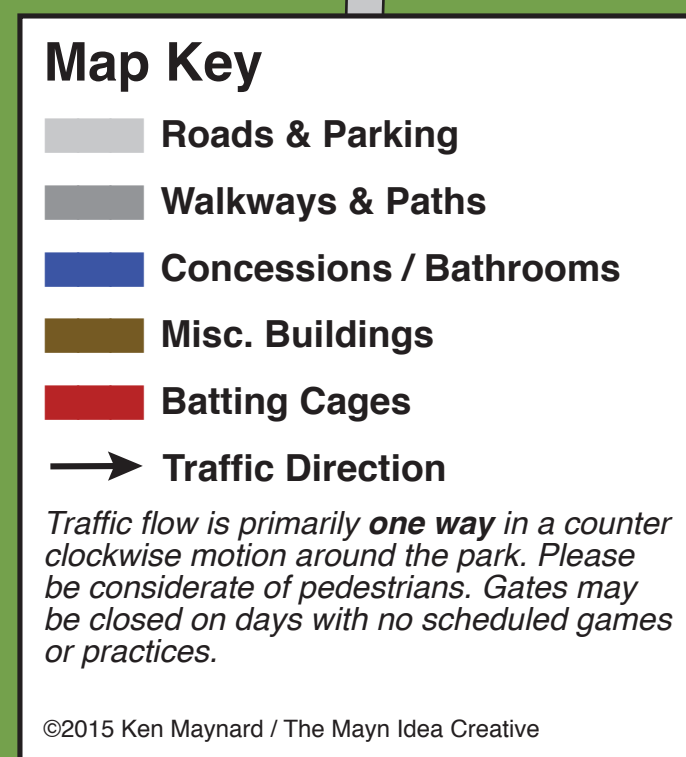 Map Key
Roads & Parking
Walkways & Paths
Concessions / Bathrooms
Misc. Buildings
Batting Cages
Traffic Direction
Traffic flow is primarily one way in a counter
clockwise motion around the park. Please
be considerate of pedestrians. Gates may
be closed on days with no scheduled games
or practices.
©2015 Ken Maynard / The Mayn Idea Creative